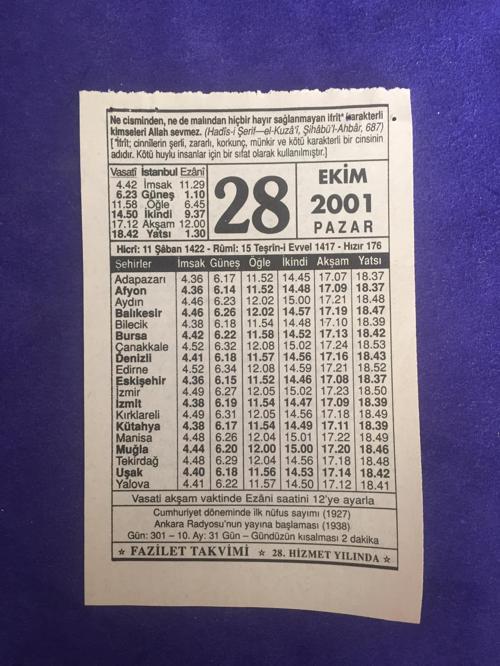 Ne cisminden, ne de malından hiçbir hayır sağlanmayan ifrît* karakterli
kimseleri Allah sevmez. (Hadîs-i Şerif—el-Kuzâ'î, Şihâbü'l-Ahbâr, 687)
[*İfrît; cinnîlerin şerli, zararlı, korkunç, münkir ve kötü karakterli bir cinsinin
adıdır. Kötü huylu insanlar için bir sıfat olarak kullanılmıştır.]
Vasatî İstanbul Ezânî
4.42 İmsak 11.29
6.23 Güneş 1.10
11.58 Öğle 6.45
14.50 İkindi 9.37
17.12 Akşam 12.00
18.42 Yatsı 1.30
28
EKİM
2001
PAZAR
Hicrî: 11 Şâban 1422 - Rûmî: 15 Teşrin-i Evvel 1417 - Hızır 176
Şehirler İmsak Güneş Öğle İkindi Akşam Yatsı
Adapazarı 4.36 6.17 11.52 14.45 17.07 18.37
Afyon 4.36 6.14 11.52 14.48 17.09 18.37
Aydın 4.46 6.23 12.02 15.00 17.21 18.48
Balıkesir 4.46 6.26 12.02 14.57 17.19 18.47
Bilecik 4.38 6.18 11.54 14.48 17.10 18.39
Bursa 4.42 6.22 11.58 14.52 17.13 18.42
Çanakkale 4.52 6.32 12.08 15.02 17.24 18.53
Denizli 4.41 6.18 11.57 14.56 17.16 18.43
Edirne 4.52 6.34 12.08 14.59 17.21 18.52
Eskişehir 4.36 6.15 11.52 14.46 17.08 18.37
İzmir 4.49 6.27 12.05 15.02 17.23 18.50
İzmit 4.38 6.19 11.54 14.47 17.09 18.39
Kırklareli 4.49 6.31 12.05 14.56 17.18 18.49
Kütahya 4.38 6.17 11.54 14.49 17.11 18.39
Manisa 4.48 6.26 12.04 15.01 17.22 18.49
Muğla 4.44 6.20 12.00 15.00 17.20 18.46
Tekirdağ 4.48 6.29 12.04 14.56 17.18 18.48
Uşak 4.40 6.18 11.56 14.53 17.14 18.42
Yalova 4.41 6.22 11.57 14.50 17.12 18.41
Vasati akşam vaktinde Ezâni saatini 12'ye ayarla
Cumhuriyet döneminde ilk nüfus sayımı (1927)
Ankara Radyosu'nun yayına başlaması (1938)
Gün: 301 – 10. Ay: 31 Gün – Gündüzün kısalması 2 dakika
★ FAZİLET TAKVİMİ ★ 28. HİZMET YILINDA ★